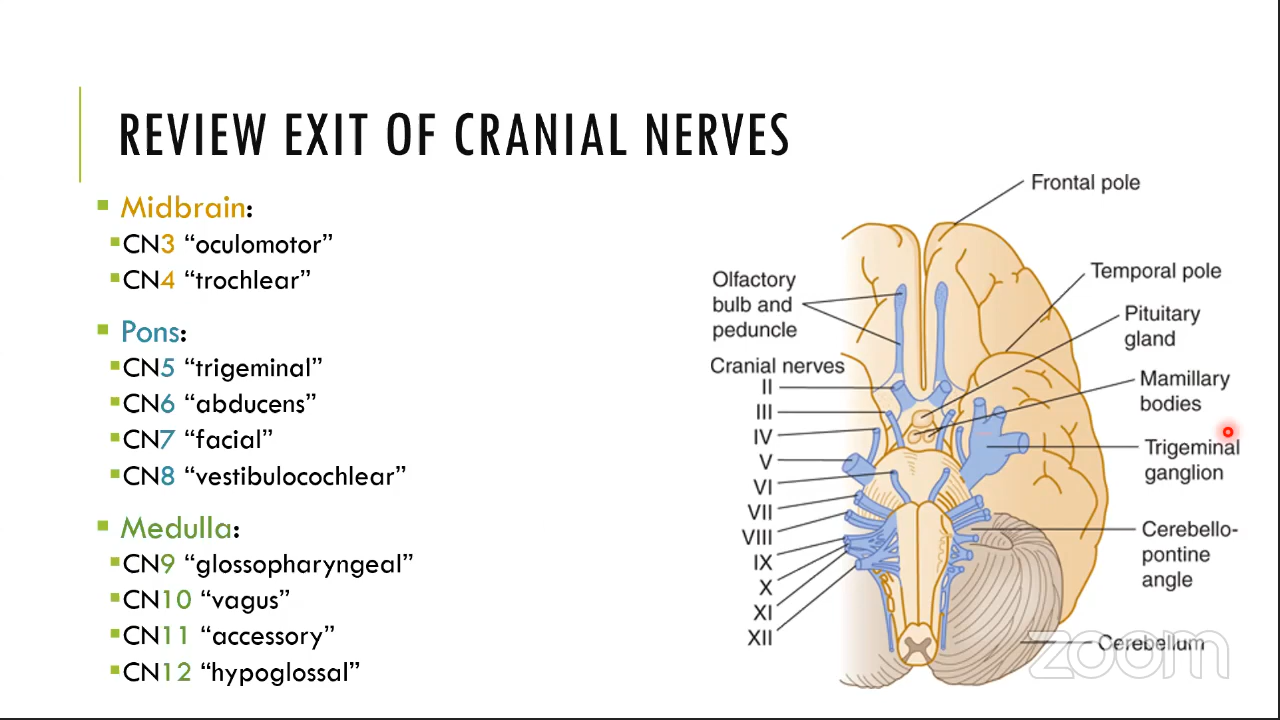 REVIEW EXIT OF CRANIAL NERVES
Midbrain:
CN3 “oculomotor”
CN4 “trochlear”
Pons:
CN5 “trigeminal”
CN6 “abducens”
CN7 “facial”
CN8 “vestibulocochlear”
Medulla:
CN9 “glossopharyngeal”
CN10 “vagus”
CN11 “accessory”
CN12 “hypoglossal”
Frontal pole
Temporal pole
Olfactory
bulb and
peduncle
Pituitary
gland
Cranial nerves
II
III
IV
V
VI
VII
VIII
IX
X
XI
XII
Mamillary
bodies
Trigeminal
ganglion
Cerebello-
pontine
angle
Cerebellum
zoom